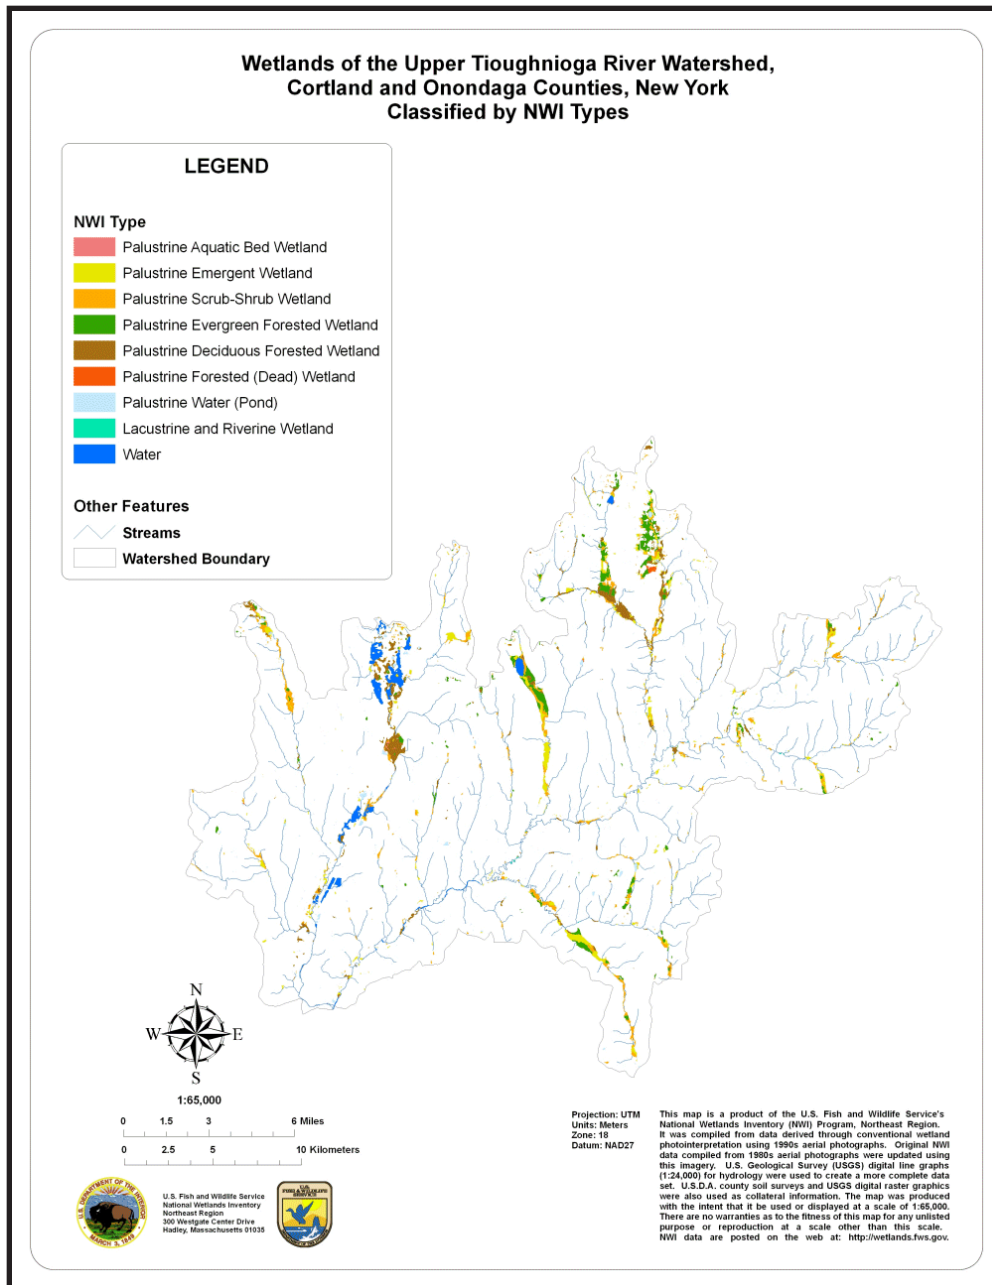 Wetlands of the Upper Tioughnioga River Watershed,
Cortland and Onondaga Counties, New York
Classified by NWI Types
LEGEND
NWI Type
Palustrine Aquatic Bed Wetland
Palustrine Emergent Wetland
Palustrine Scrub-Shrub Wetland
Palustrine Evergreen Forested Wetland
Palustrine Deciduous Forested Wetland
Palustrine Forested (Dead) Wetland
Palustrine Water (Pond)
Lacustrine and Riverine Wetland
Water
Other Features
Streams
Watershed Boundary
N
W E
S
1:65,000
0 1.5 3 6 Miles
0 2.5 5 10 Kilometers
U.S. DEPARTMENT OF THE INTERIOR
MARCH 3, 1849
U.S. Fish and Wildlife Service
National Wetlands Inventory
Northeast Region
300 Westgate Center Drive
Hadley, Massachusetts 01035
U.S.
FISH & WILDLIFE
SERVICE
Projection: UTM
Units: Meters
Zone: 18
Datum: NAD27
This map is a product of the U.S. Fish and Wildlife Service's
National Wetlands Inventory (NWI) Program, Northeast Region.
It was compiled from data derived through conventional wetland
photointerpretation using 1990s aerial photographs. Original NWI
data compiled from 1980s aerial photographs were updated using
this imagery. U.S. Geological Survey (USGS) digital line graphs
(1:24,000) for hydrology were used to create a more complete data
set. U.S.D.A. county soil surveys and USGS digital raster graphics
were also used as collateral information. The map was produced
with the intent that it be used or displayed at a scale of 1:65,000.
There are no warranties as to the fitness of this map for any unlisted
purpose or reproduction at a scale other than this scale.
NWI data are posted on the web at: http://wetlands.fws.gov.